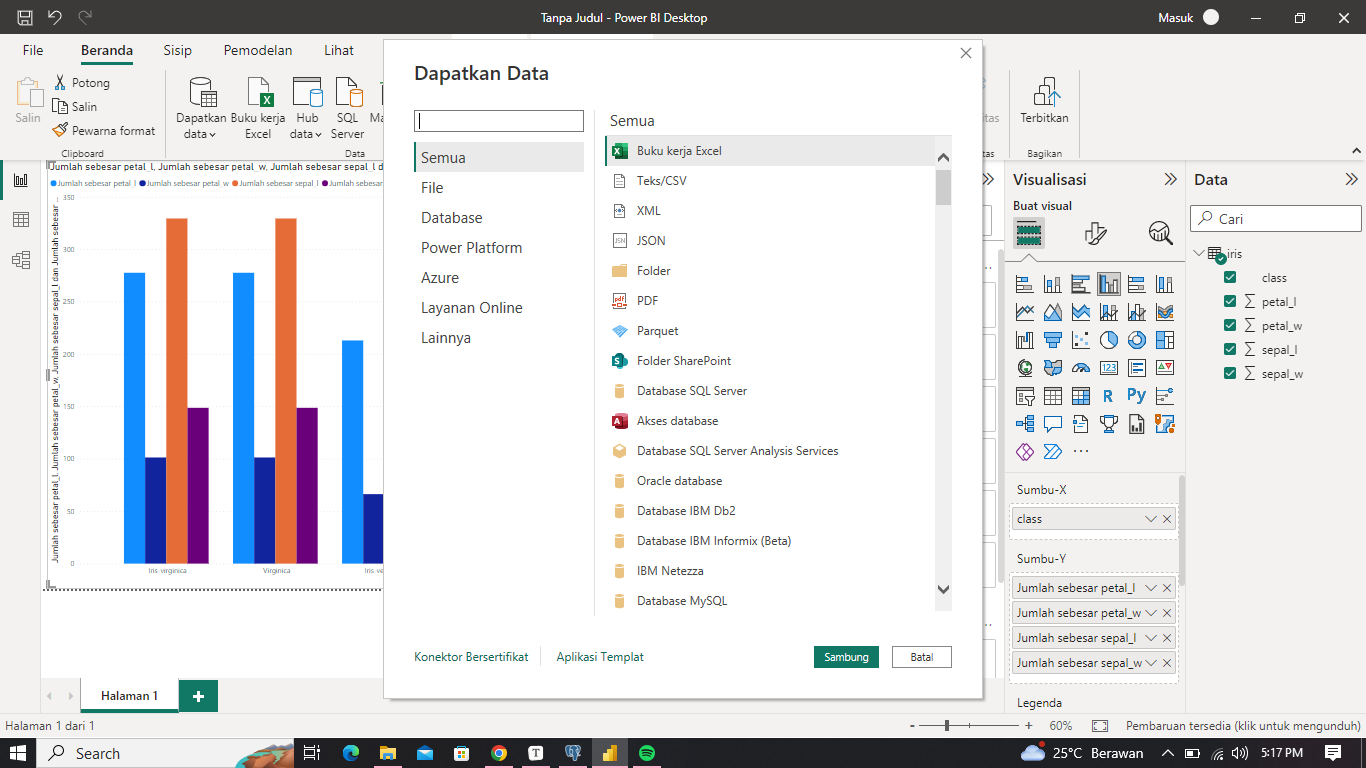 Tanpa Judul - Power BI Desktop
Masuk
File
Beranda
Sisip
Pemodelan
Lihat
Salin
Potong
Salin
Pewarna format
Clipboard
Dapatkan data
Buku kerja Excel
Hub data
SQL Server
Data
Terbitkan
Bagikan
Jumlah sebesar petal_l, Jumlah sebesar petal_w, Jumlah sebesar sepal_l d
Jumlah sebesar petal_l
Jumlah sebesar petal_w
Jumlah sebesar sepal_l
Jumlah sebesar
Jumlah sebesar petal_l, Jumlah sebesar petal_w, Jumlah sebesar sepal_l dan Jumlah sebesar
350
300
250
200
150
100
50
0
Iris-virginica
Virginica
Iris-ve
Dapatkan Data
Semua
File
Database
Power Platform
Azure
Layanan Online
Lainnya
Semua
Buku kerja Excel
Teks/CSV
XML
JSON
Folder
PDF
Parquet
Folder SharePoint
Database SQL Server
Akses database
Database SQL Server Analysis Services
Oracle database
Database IBM Db2
Database IBM Informix (Beta)
IBM Netezza
Database MySQL
Konektor Bersertifikat
Aplikasi Templat
Sambung
Batal
Visualisasi
Buat visual
123
R
Py
Sumbu-X
class
Sumbu-Y
Jumlah sebesar petal_l
Jumlah sebesar petal_w
Jumlah sebesar sepal_l
Jumlah sebesar sepal_w
Legenda
Data
Cari
iris
class
petal_l
petal_w
sepal_l
sepal_w
Halaman 1
Halaman 1 dari 1
60%
Pembaruan tersedia (klik untuk mengunduh)
Search
25°C Berawan
5:17 PM